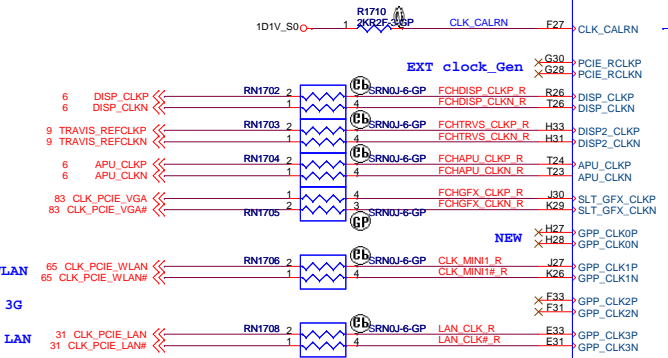 R1710
1D1V_S0 1 2KR2F-3-GP CLK_CALRN F27 CLK_CALRN
EXT clock_Gen G30 PCIE_RCLKP
G28 PCIE_RCLKN
6 DISP_CLKP RN1702 2 3 SRN0J-6-GP FCHDISP_CLKP_R R26 DISP_CLKP
6 DISP_CLKN 1 4 FCHDISP_CLKN_R T26 DISP_CLKN
9 TRAVIS_REFCLKP RN1703 2 3 SRN0J-6-GP FCHTRVS_CLKP_R H33 DISP2_CLKP
9 TRAVIS_REFCLKN 1 4 FCHTRVS_CLKN_R H31 DISP2_CLKN
6 APU_CLKP RN1704 2 3 SRN0J-6-GP FCHAPU_CLKP_R T24 APU_CLKP
6 APU_CLKN 1 4 FCHAPU_CLKN_R T23 APU_CLKN
83 CLK_PCIE_VGA 1 4 FCHGFX_CLKP_R J30 SLT_GFX_CLKP
83 CLK_PCIE_VGA# 2 3 FCHGFX_CLKN_R K29 SLT_GFX_CLKN
RN1705 SRN0J-6-GP
GP
NEW H27 GPP_CLK0P
H28 GPP_CLK0N
WLAN 65 CLK_PCIE_WLAN RN1706 2 3 SRN0J-6-GP CLK_MINI1_R J27 GPP_CLK1P
65 CLK_PCIE_WLAN# 1 4 CLK_MINI1#_R K26 GPP_CLK1N
3G F33 GPP_CLK2P
F31 GPP_CLK2N
LAN 31 CLK_PCIE_LAN RN1708 2 3 SRN0J-6-GP LAN_CLK_R E33 GPP_CLK3P
31 CLK_PCIE_LAN# 1 4 LAN_CLK#_R E31 GPP_CLK3N